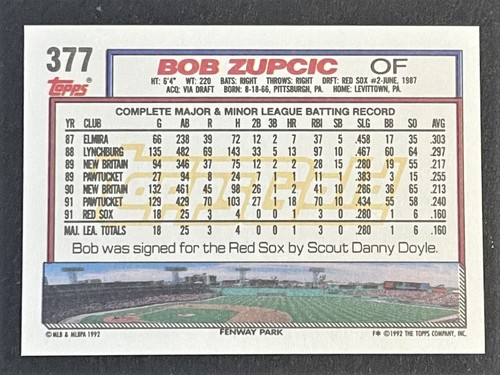 377
Topps
BOB ZUPCIC OF
HT: 6'4" WT: 220 BATS: RIGHT THROWS: RIGHT DRFT: RED SOX #2-JUNE, 1987
ACQ: VIA DRAFT BORN: 8-18-66, PITTSBURGH, PA. HOME: LEVITTOWN, PA.
COMPLETE MAJOR & MINOR LEAGUE BATTING RECORD
YR CLUB G AB R H 2B 3B HR RBI SB SLG BB SO AVG
87 ELMIRA 66 238 39 72 12 2 7 37 5 .458 17 35 .303
88 LYNCHBURG 135 482 69 143 33 5 13 97 10 .467 60 64 .297
89 NEW BRITAIN 94 346 37 75 12 2 2 28 15 .280 19 55 .217
89 PAWTUCKET 27 94 8 24 7 1 1 11 1 .383 3 15 .255
90 NEW BRITAIN 132 461 45 98 26 1 2 41 10 .286 36 65 .213
91 PAWTUCKET 129 429 70 103 27 1 18 70 10 .434 55 58 .240
91 RED SOX 18 25 3 4 0 0 1 3 0 .280 1 6 .160
MAJ. LEA. TOTALS 18 25 3 4 0 0 1 3 0 .280 1 6 .160
ToppsGold
Bob was signed for the Red Sox by Scout Danny Doyle.
FENWAY PARK
© MLB & MLBPA 1992 F* © 1992 THE TOPPS COMPANY, INC.